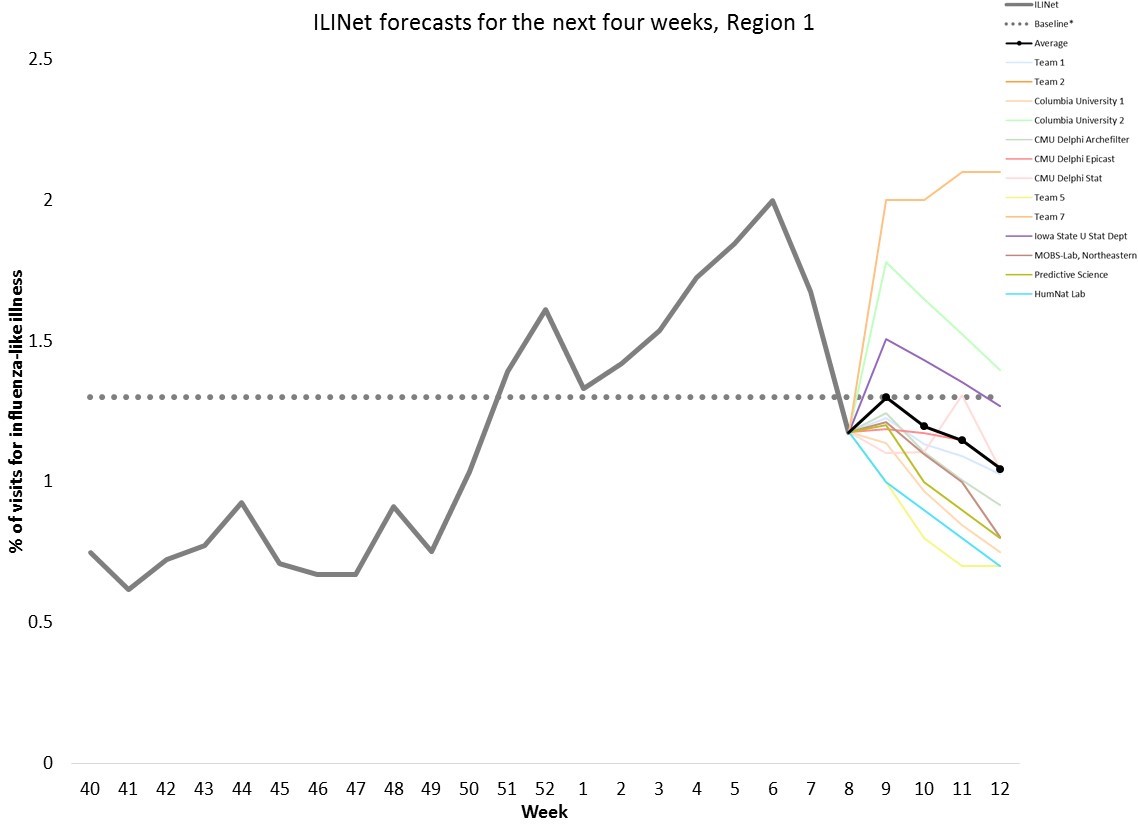 ILINet forecasts for the next four weeks, Region 1
ILINet
Baseline*
Average
Team 1
Team 2
Columbia University 1
Columbia University 2
CMU Delphi Archefilter
CMU Delphi Epicast
CMU Delphi Stat
Team 5
Team 7
Iowa State U Stat Dept
MOBS-Lab, Northeastern
Predictive Science
HumNat Lab
% of visits for influenza-like illness
2.5
2
1.5
1
0.5
0
40 41 42 43 44 45 46 47 48 49 50 51 52 1 2 3 4 5 6 7 8 9 10 11 12
Week